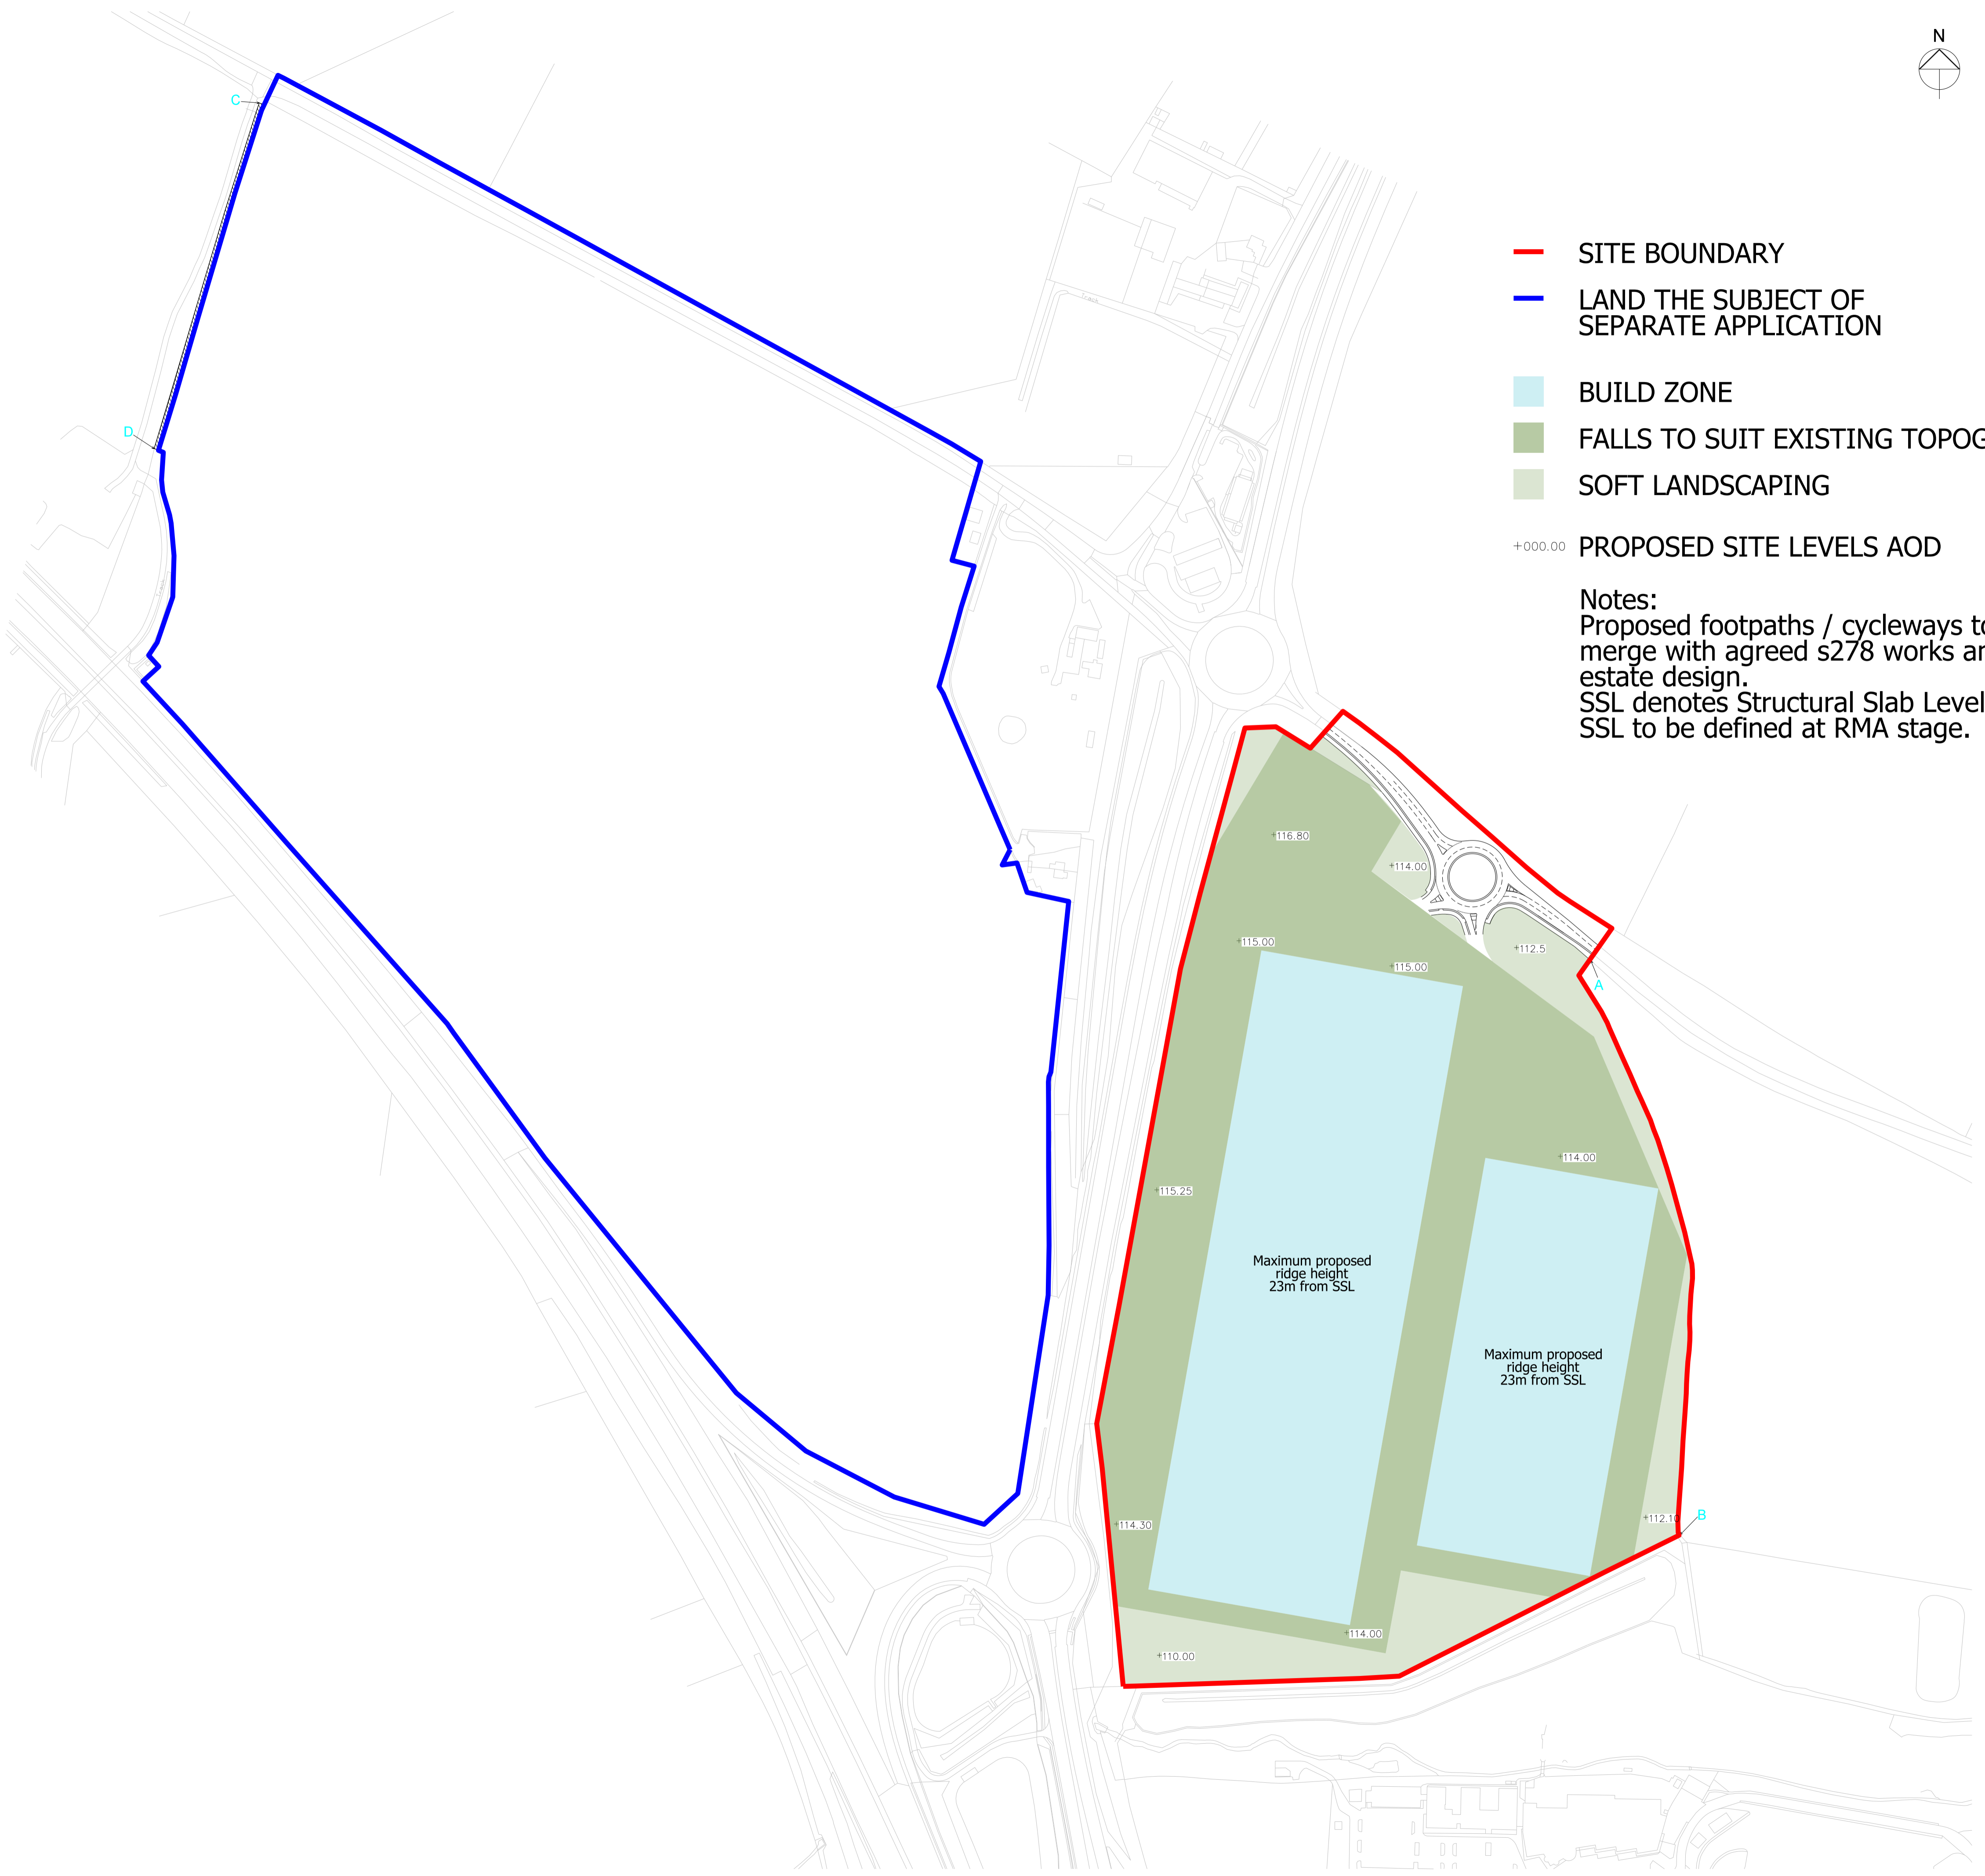 N
C
SITE BOUNDARY
LAND THE SUBJECT OF
SEPARATE APPLICATION
BUILD ZONE
D
FALLS TO SUIT EXISTING TOPOG
SOFT LANDSCAPING
+000.00 PROPOSED SITE LEVELS AOD
Notes:
Proposed footpaths / cycleways to
merge with agreed s278 works an
estate design.
SSL denotes Structural Slab Level
SSL to be defined at RMA stage.
+116.80
+114.00
+115.00
+112.5
+115.00
A
+114.00
+115.25
Maximum proposed
ridge height
23m from SSL
Maximum proposed
ridge height
23m from SSL
B
+112.10
+114.30
+114.00
+110.00